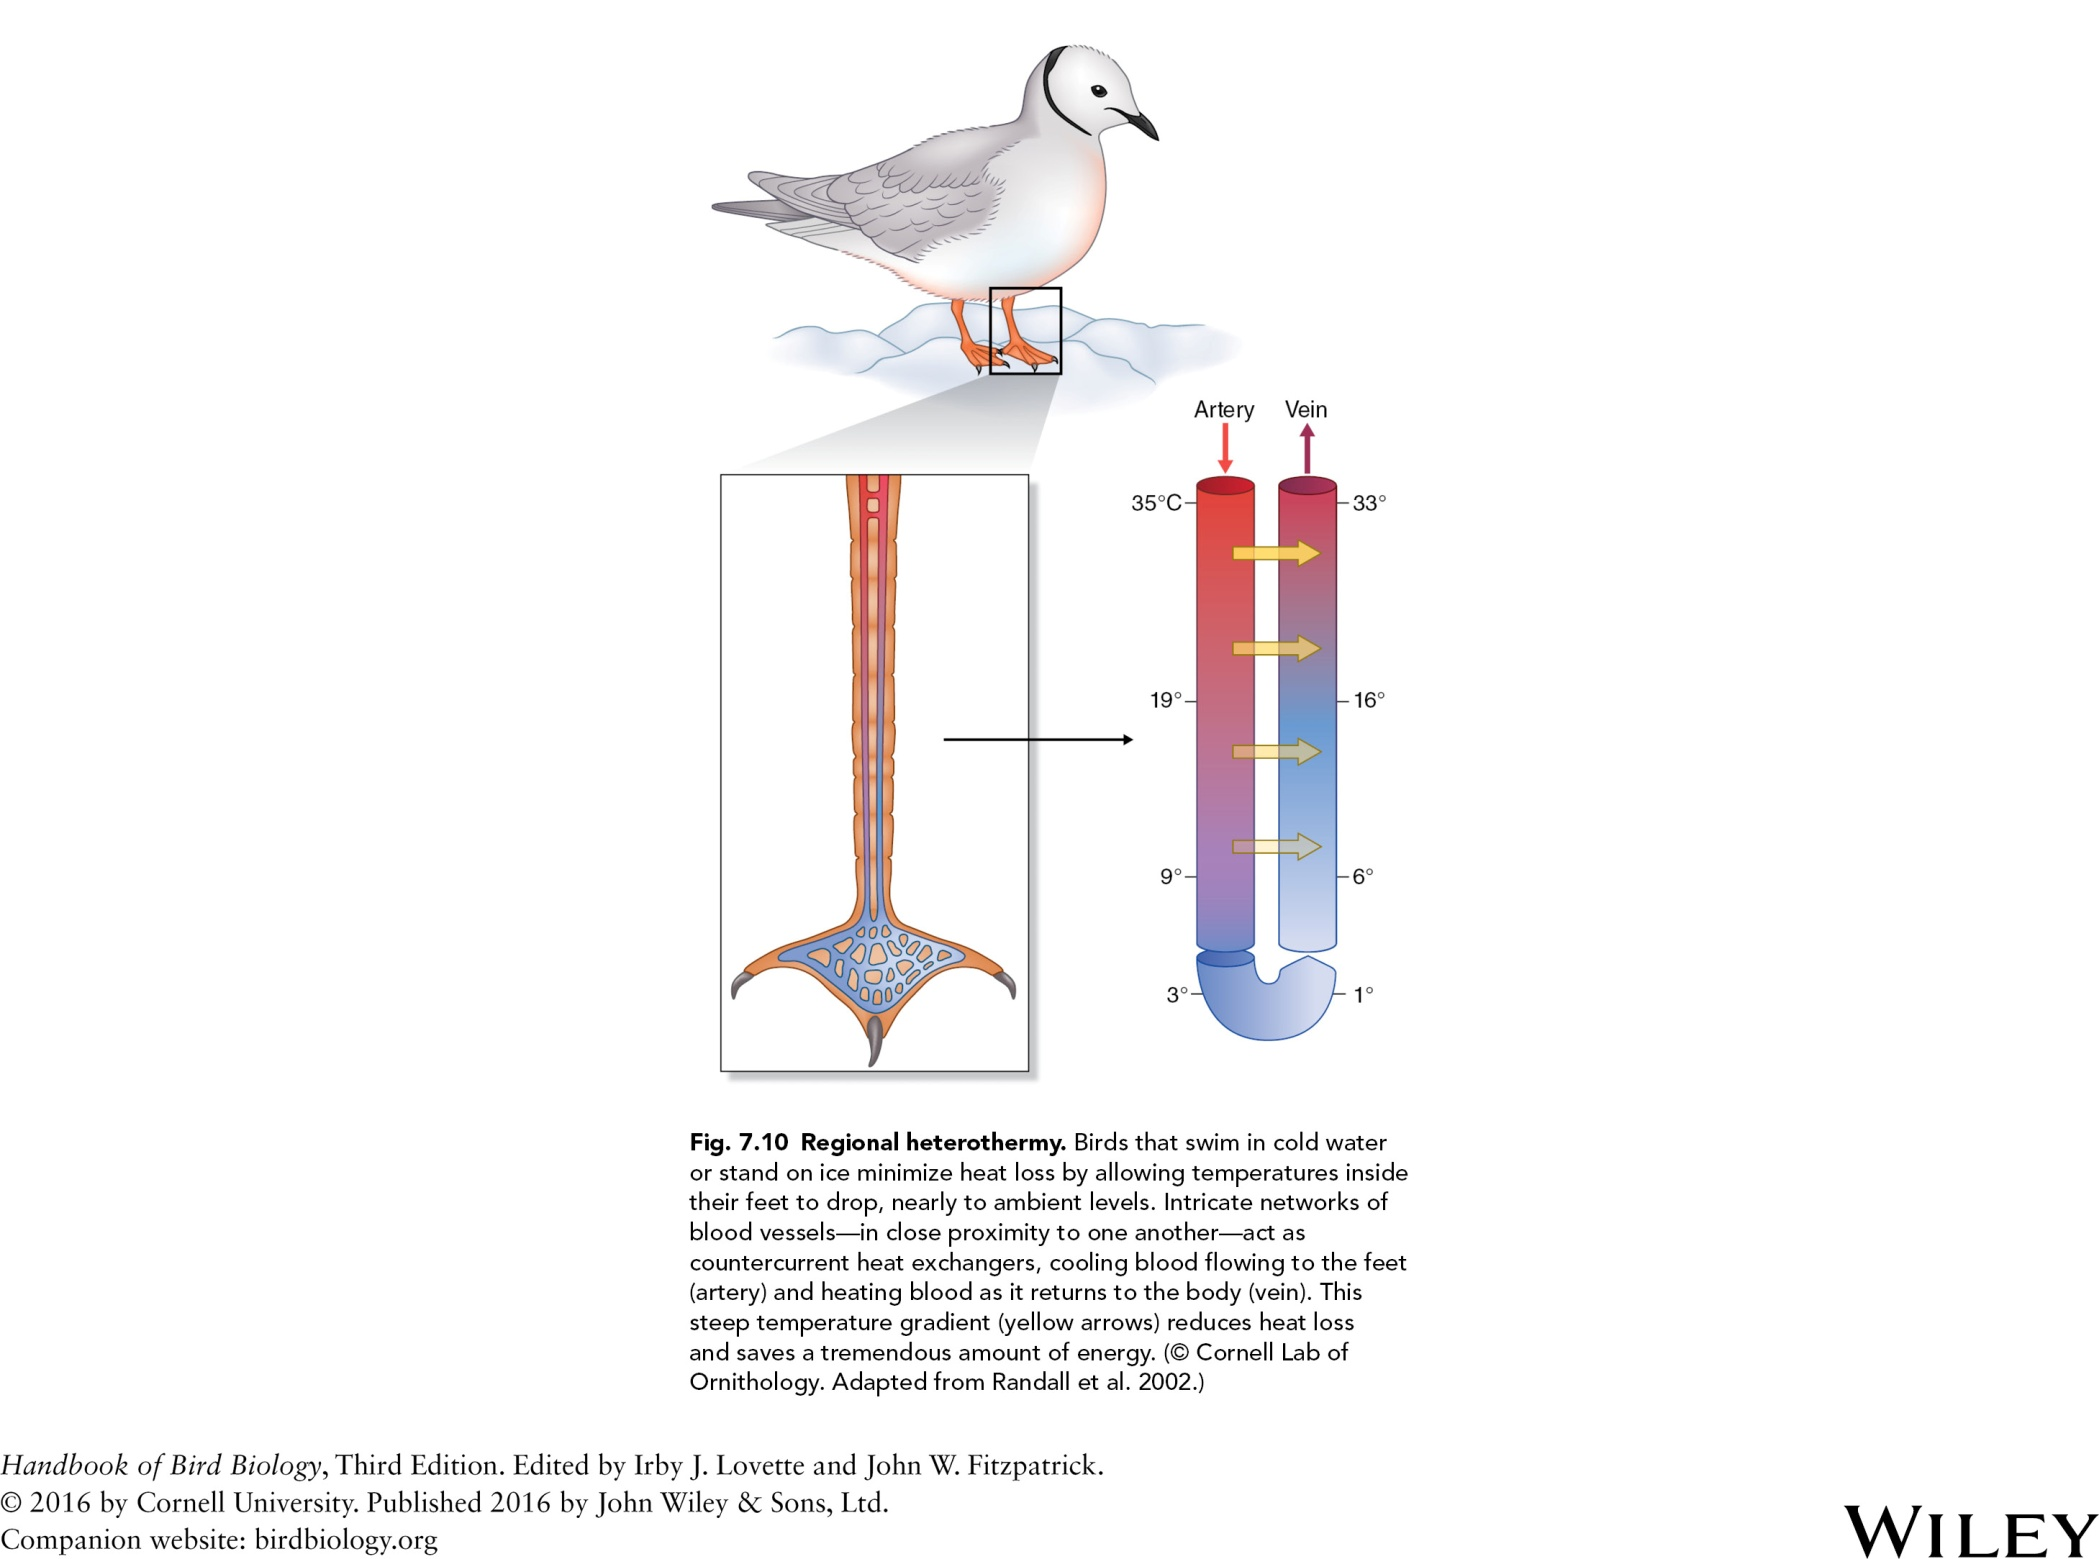 Artery Vein
35°C 33°
19° 16°
9° 6°
3° 1°
Fig. 7.10 Regional heterothermy. Birds that swim in cold water
or stand on ice minimize heat loss by allowing temperatures inside
their feet to drop, nearly to ambient levels. Intricate networks of
blood vessels—in close proximity to one another—act as
countercurrent heat exchangers, cooling blood flowing to the feet
(artery) and heating blood as it returns to the body (vein). This
steep temperature gradient (yellow arrows) reduces heat loss
and saves a tremendous amount of energy. (© Cornell Lab of
Ornithology. Adapted from Randall et al. 2002.)
Handbook of Bird Biology, Third Edition. Edited by Irby J. Lovette and John W. Fitzpatrick.
© 2016 by Cornell University. Published 2016 by John Wiley & Sons, Ltd.
Companion website: birdbiology.org
WILEY